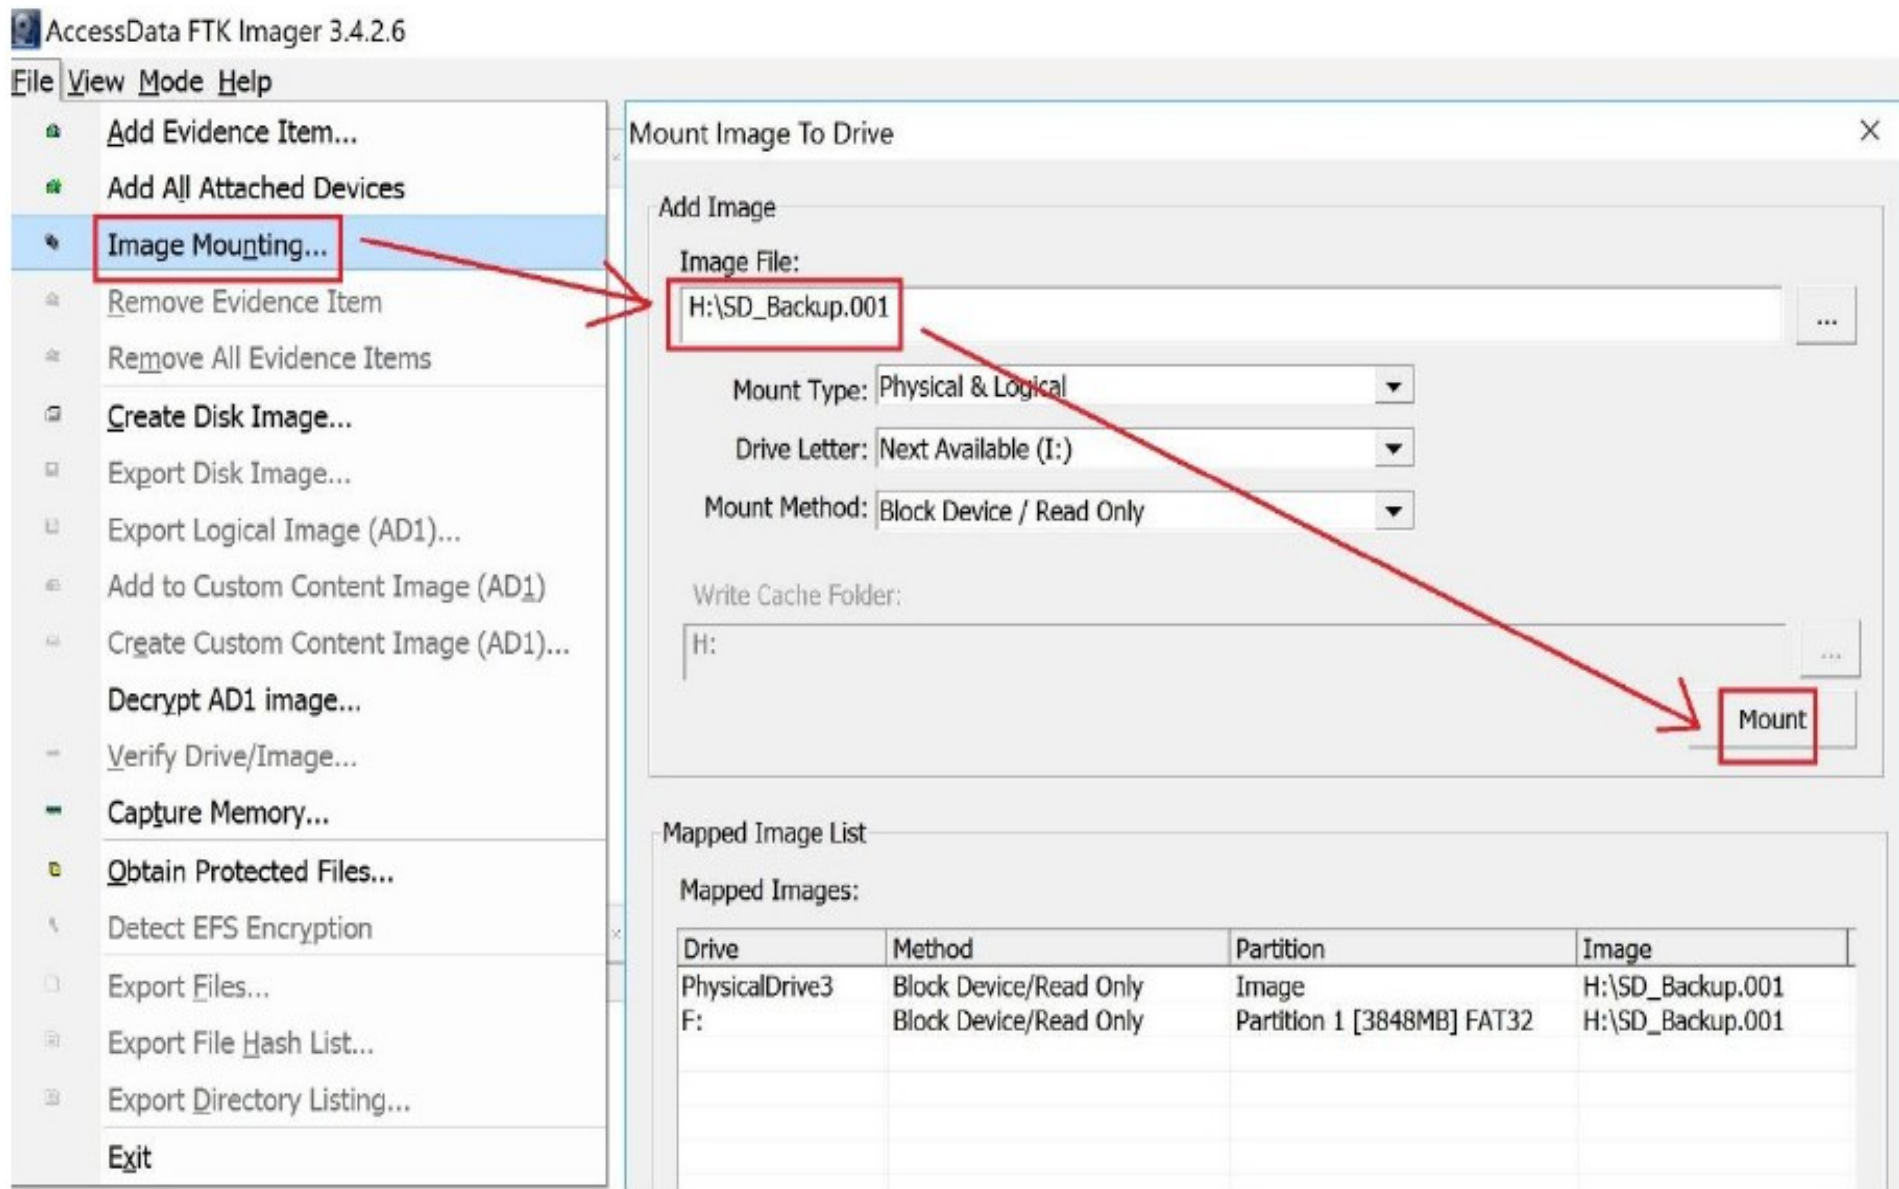 AccessData FTK Imager 3.4.2.6
File View Mode Help
Add Evidence Item...
Add All Attached Devices
Image Mounting...
Remove Evidence Item
Remove All Evidence Items
Create Disk Image...
Export Disk Image...
Export Logical Image (AD1)...
Add to Custom Content Image (AD1)
Create Custom Content Image (AD1)...
Decrypt AD1 image...
Verify Drive/Image...
Capture Memory...
Obtain Protected Files...
Detect EFS Encryption
Export Files...
Export File Hash List...
Export Directory Listing...
Exit
Mount Image To Drive
Add Image
Image File:
H:\SD_Backup.001
...
Mount Type: Physical & Logical
Drive Letter: Next Available (I:)
Mount Method: Block Device / Read Only
Write Cache Folder:
H:
...
Mount
Mapped Image List
Mapped Images:
Drive Method Partition Image
PhysicalDrive3 Block Device/Read Only Image H:\SD_Backup.001
F: Block Device/Read Only Partition 1 [3848MB] FAT32 H:\SD_Backup.001